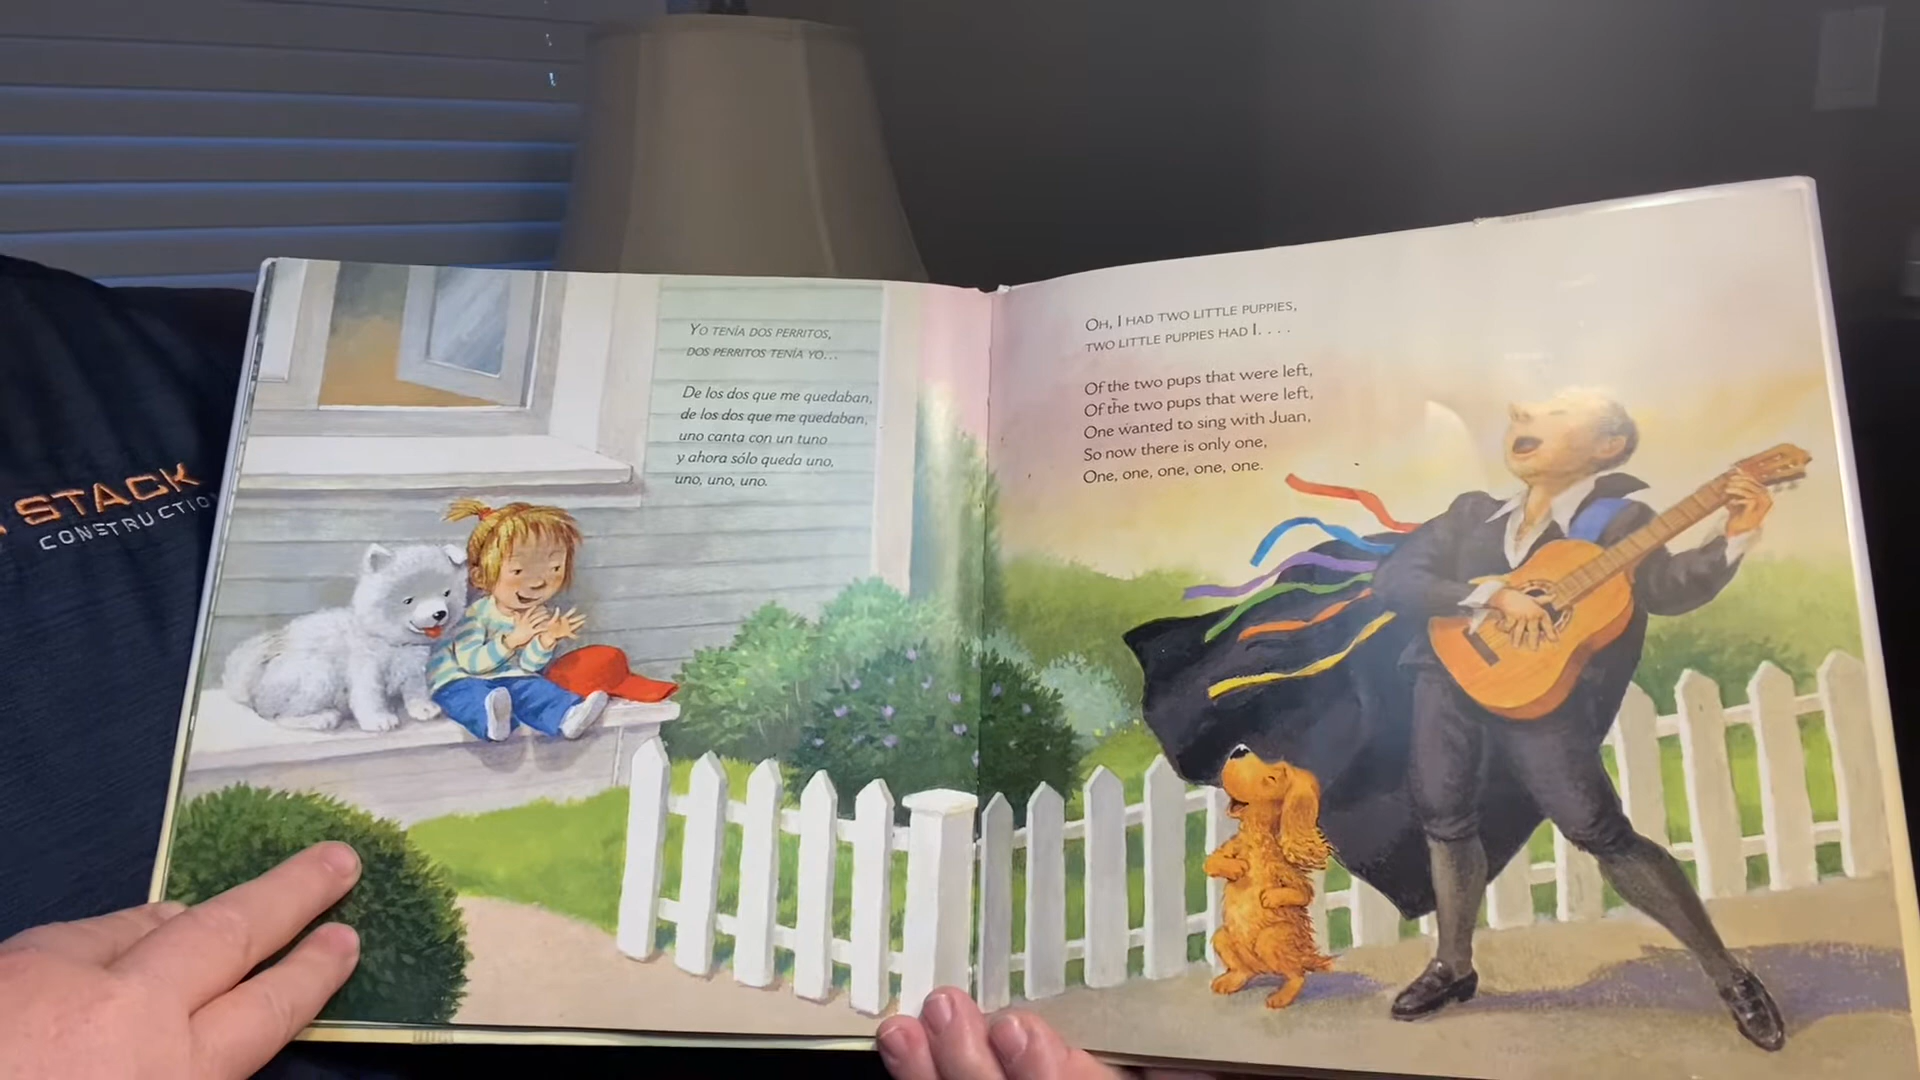 STACK
CONSTRUCTIO
YO TENÍA DOS PERRITOS,
DOS PERRITOS TENÍA YO...
De los dos que me quedaban,
de los dos que me quedaban,
uno canta con un tuno
y ahora sólo queda uno,
uno, uno, uno.
OH, I HAD TWO LITTLE PUPPIES,
TWO LITTLE PUPPIES HAD I. . . .
Of the two pups that were left,
Of the two pups that were left,
One wanted to sing with Juan,
So now there is only one,
One, one, one, one, one.